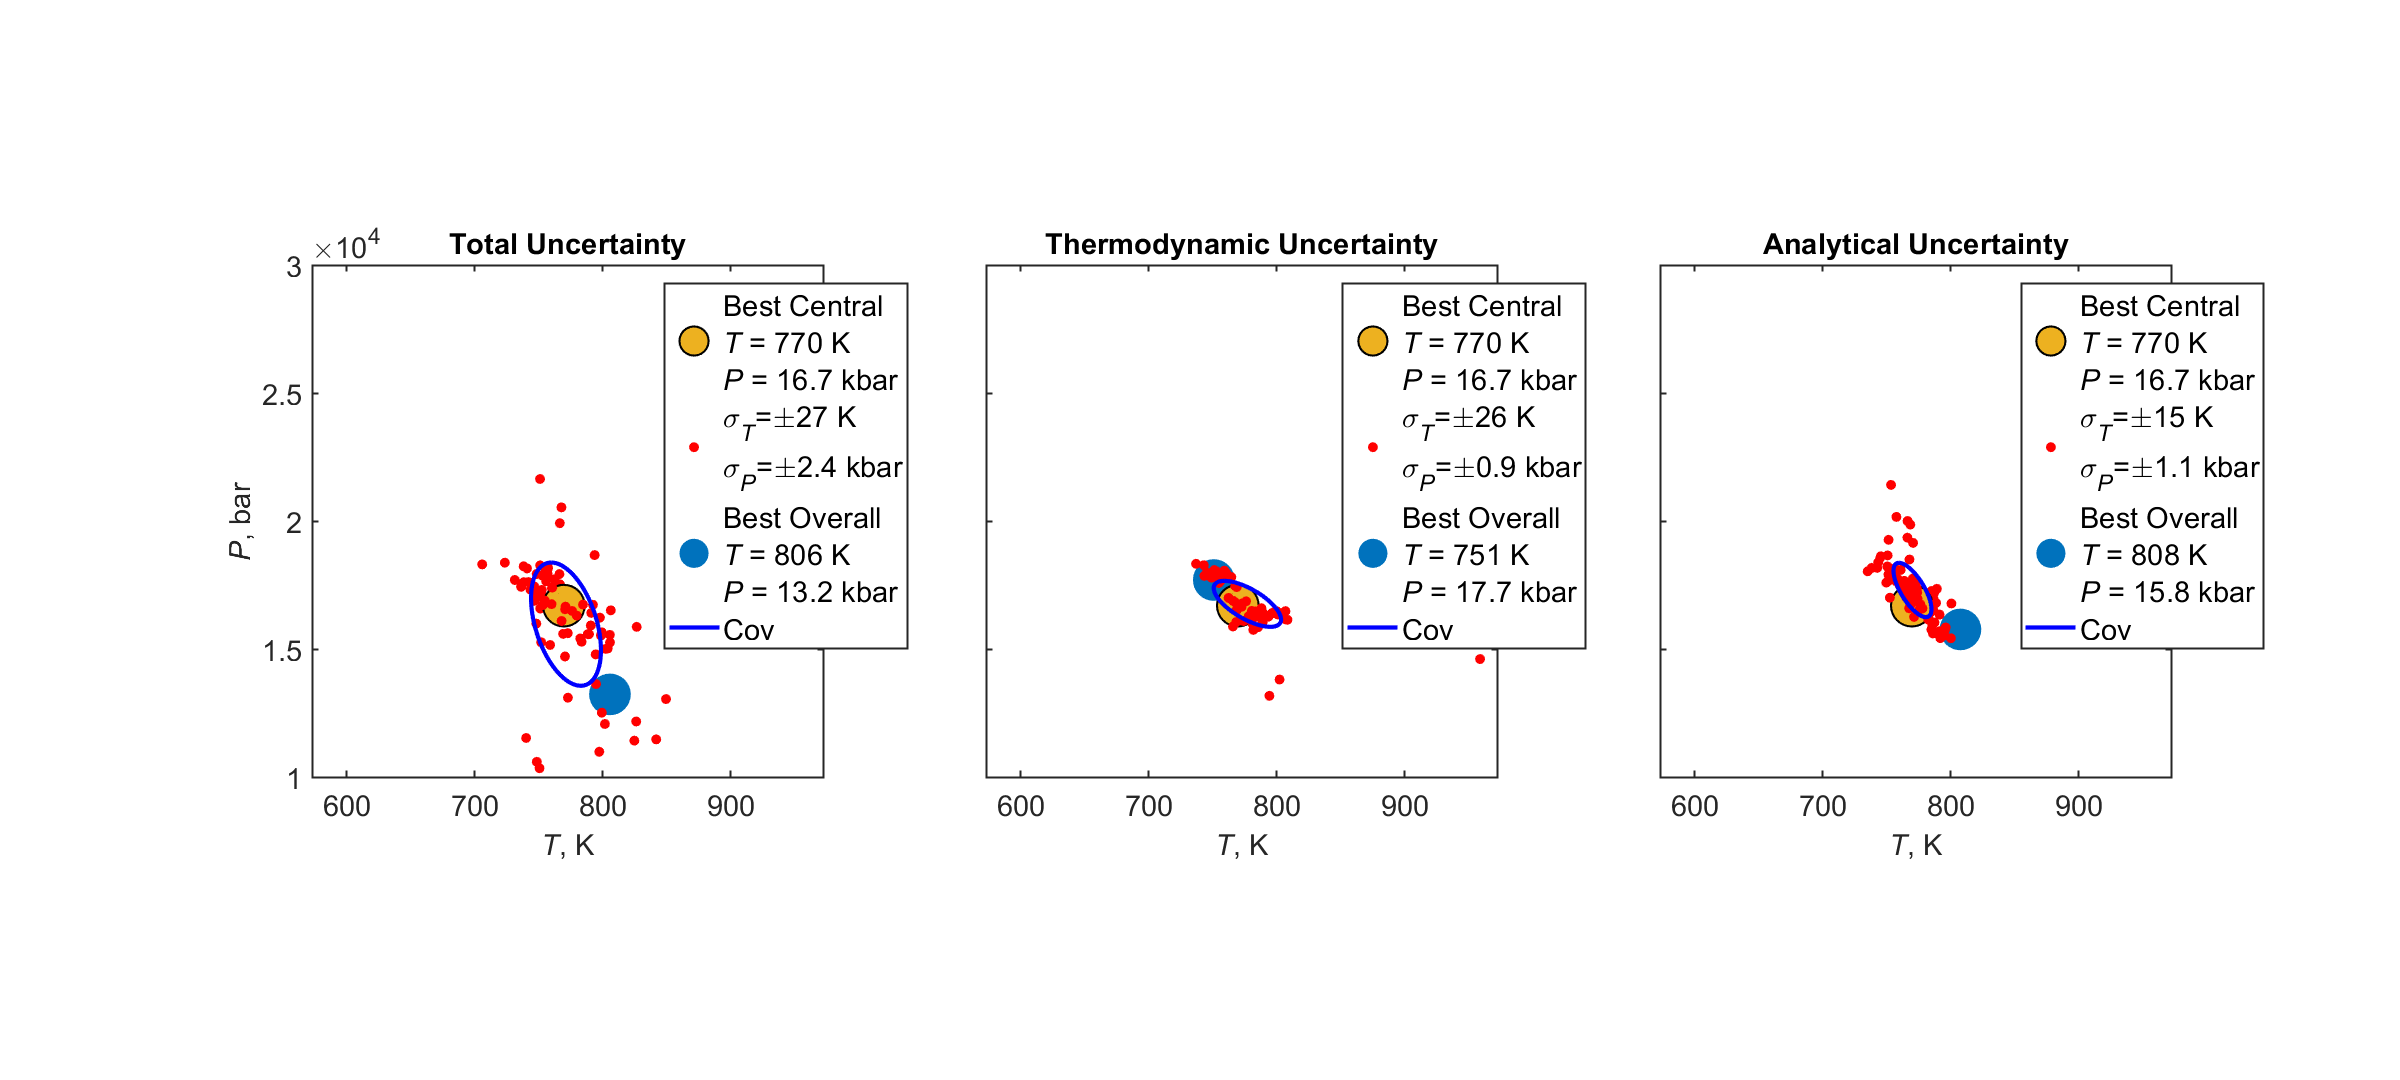 Total Uncertainty
×10⁴
3
2.5
2
1.5
1
P, bar
600 700 800 900
T, K
Best Central
T = 770 K
P = 16.7 kbar
σ_T=±27 K
σ_P=±2.4 kbar
Best Overall
T = 806 K
P = 13.2 kbar
Cov
Thermodynamic Uncertainty
600 700 800 900
T, K
Best Central
T = 770 K
P = 16.7 kbar
σ_T=±26 K
σ_P=±0.9 kbar
Best Overall
T = 751 K
P = 17.7 kbar
Cov
Analytical Uncertainty
600 700 800 900
T, K
Best Central
T = 770 K
P = 16.7 kbar
σ_T=±15 K
σ_P=±1.1 kbar
Best Overall
T = 808 K
P = 15.8 kbar
Cov